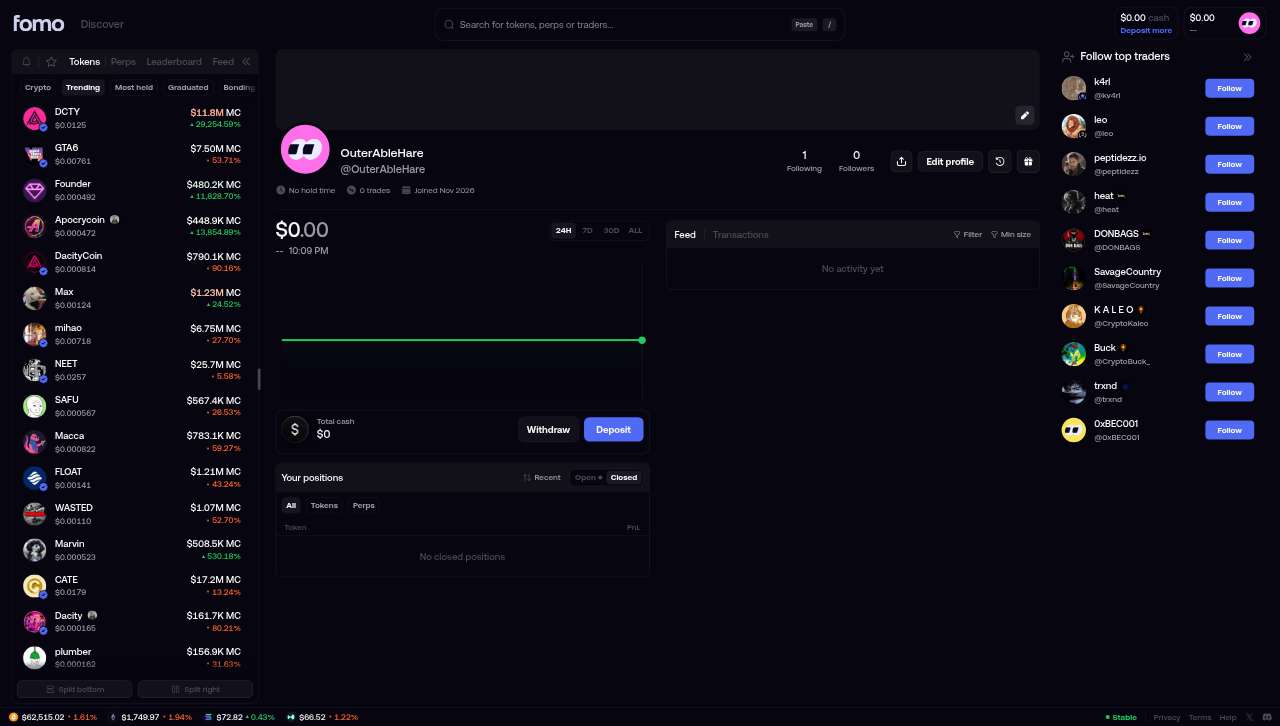 fomo
Discover
Search for tokens, perps or traders...
Paste
/
$0.00 cash
Deposit more
$0.00
--
Tokens Perps Leaderboard Feed
Crypto Trending Most held Graduated Bonding
DCTY $11.8M MC
$0.0125 29,254.59%
GTA6 $7.50M MC
$0.00761 53.71%
Founder $480.2K MC
$0.000492 11,828.70%
Apocrycoin $448.9K MC
$0.000472 13,854.89%
DacityCoin $790.1K MC
$0.000814 90.16%
Max $1.23M MC
$0.00124 24.52%
mihao $6.75M MC
$0.00718 27.70%
NEET $25.7M MC
$0.0257 5.58%
SAFU $567.4K MC
$0.000567 26.53%
Macca $783.1K MC
$0.000822 59.27%
FLOAT $1.21M MC
$0.00141 43.24%
WASTED $1.07M MC
$0.00110 52.70%
Marvin $508.5K MC
$0.000523 530.18%
CATE $17.2M MC
$0.0179 13.24%
Dacity $161.7K MC
$0.000165 80.21%
plumber $156.9K MC
$0.000162 31.63%
Split bottom Split right
OuterAbleHare
@OuterAbleHare
No hold time 0 trades Joined Nov 2026
1 0
Following Followers
Edit profile
$0.00
-- 10:09 PM
24H 7D 30D ALL
Total cash
$0
Withdraw Deposit
Your positions
Recent Open Closed
All Tokens Perps
Token PnL
No closed positions
Feed Transactions
Filter Min size
No activity yet
Follow top traders
k4rl
@kv4rl
Follow
leo
@leo
Follow
peptidezz.io
@peptidezz
Follow
heat
@heat
Follow
DONBAGS
@DONBAGS
Follow
SavageCountry
@SavageCountry
Follow
K A L E O
@CryptoKaleo
Follow
Buck
@CryptoBuck_
Follow
trxnd
@trxnd
Follow
0xBEC001
@0xBEC001
Follow
$62,515.02 1.61% $1,749.97 1.94% $72.82 0.43% $66.52 1.22%
Stable Privacy Terms Help